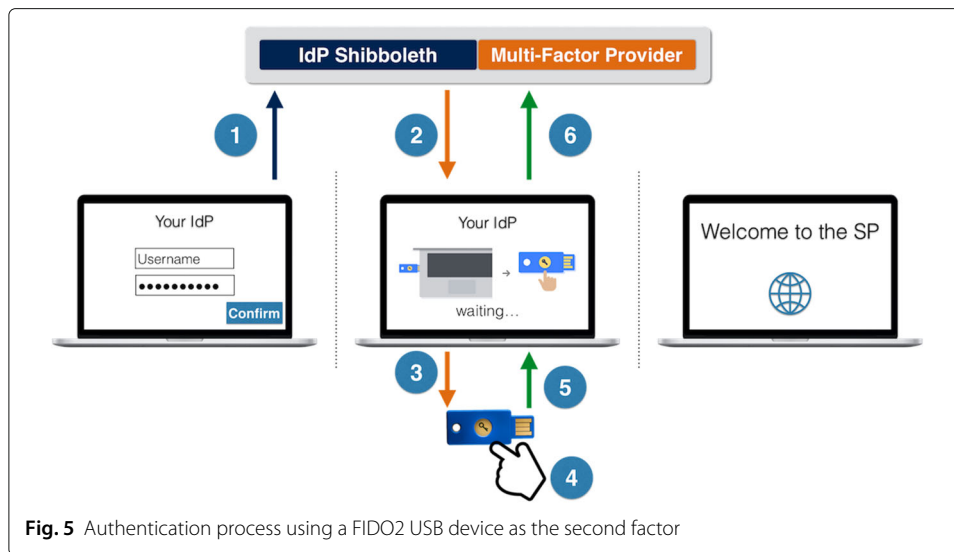 IdP Shibboleth
Multi-Factor Provider
1
2
6
Your IdP
Username
●●●●●●●●●●
Confirm
Your IdP
waiting...
Welcome to the SP
3
5
4
Fig. 5 Authentication process using a FIDO2 USB device as the second factor